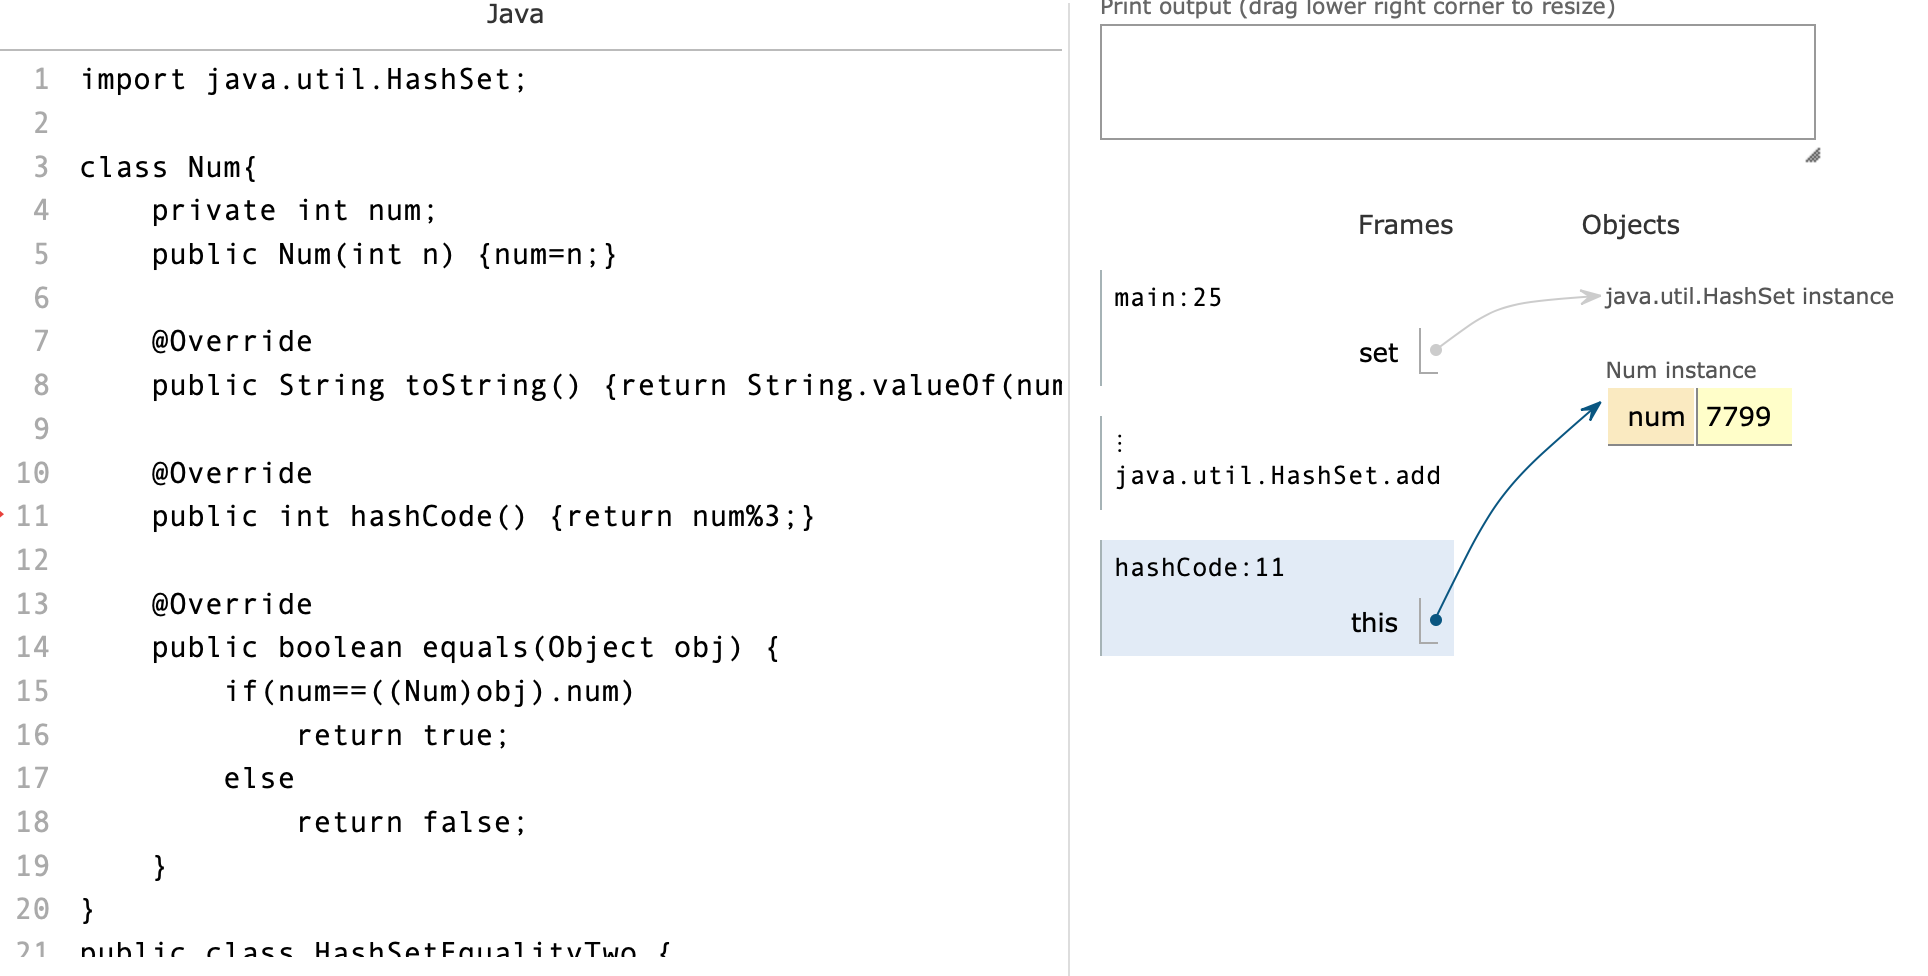 Java
1 import java.util.HashSet;
2
3 class Num{
4 private int num;
5 public Num(int n) {num=n;}
6
7 @Override
8 public String toString() {return String.valueOf(num
9
10 @Override
11 public int hashCode() {return num%3;}
12
13 @Override
14 public boolean equals(Object obj) {
15 if(num==((Num)obj).num)
16 return true;
17 else
18 return false;
19 }
20 }
21 public class HashSetEqualityTwo {
Print output (drag lower right corner to resize)
Frames Objects
main:25
set
java.util.HashSet instance
Num instance
num 7799
⋮
java.util.HashSet.add
hashCode:11
this